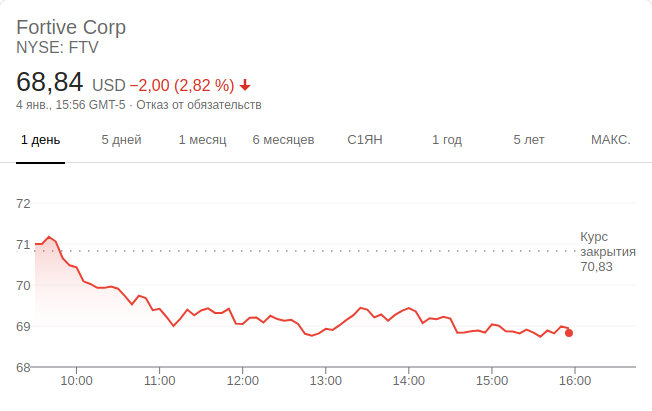 Fortive Corp
NYSE: FTV
68,84 USD −2,00 (2,82 %)
4 янв., 15:56 GMT-5 · Отказ от обязательств
1 день 5 дней 1 месяц 6 месяцев С1ЯН 1 год 5 лет МАКС.
72
71
70
69
68
Курс
закрытия
70,83
10:00 11:00 12:00 13:00 14:00 15:00 16:00